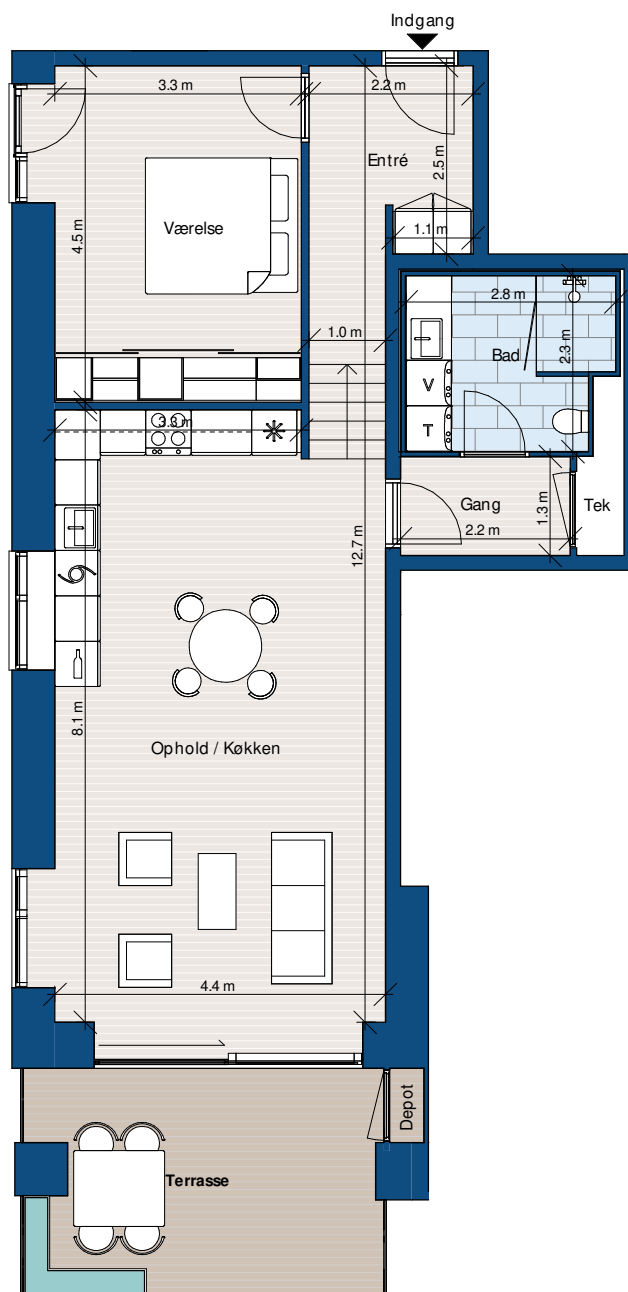 Indgang
3.3 m
2.2 m
Entré
2.5 m
4.5 m
Værelse
1.1 m
2.8 m
1.0 m
Bad
2.3 m
V
T
3.3 m
Gang
1.3 m
Tek
2.2 m
12.7 m
8.1 m
Ophold / Køkken
4.4 m
Depot
Terrasse